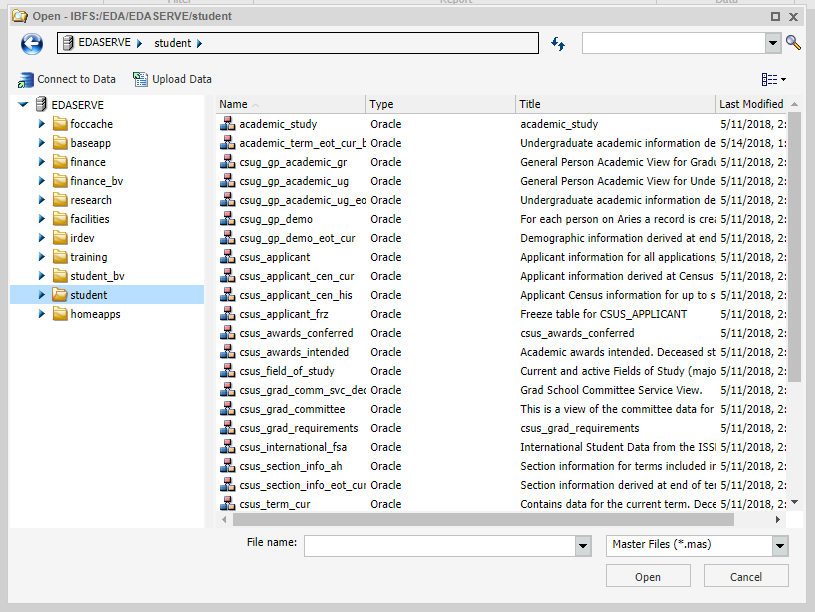 Filter Report Data
Open - IBFS:/EDA/EDASERVE/student
EDASERVE student
Connect to Data Upload Data
EDASERVE
foccache
baseapp
finance
finance_bv
research
facilities
irdev
training
student_bv
student
homeapps
Name Type Title Last Modified
academic_study Oracle academic_study 5/11/2018, 2:
academic_term_eot_cur_b Oracle Undergraduate academic information de 5/14/2018, 1:
csug_gp_academic_gr Oracle General Person Academic View for Gradu 5/11/2018, 2:
csug_gp_academic_ug Oracle General Person Academic View for Unde 5/11/2018, 2:
csug_gp_academic_ug_eo Oracle Undergraduate academic information de 5/11/2018, 2:
csug_gp_demo Oracle For each person on Aries a record is crea 5/11/2018, 2:
csug_gp_demo_eot_cur Oracle Demographic information derived at end 5/11/2018, 2:
csus_applicant Oracle Applicant information for all applications, 5/11/2018, 2:
csus_applicant_cen_cur Oracle Applicant information derived at Census 5/11/2018, 2:
csus_applicant_cen_his Oracle Applicant Census information for up to s 5/11/2018, 2:
csus_applicant_frz Oracle Freeze table for CSUS_APPLICANT 5/11/2018, 2:
csus_awards_conferred Oracle csus_awards_conferred 5/11/2018, 2:
csus_awards_intended Oracle Academic awards intended. Deceased st 5/11/2018, 2:
csus_field_of_study Oracle Current and active Fields of Study (majo 5/11/2018, 2:
csus_grad_comm_svc_dec Oracle Grad School Committee Service View. 5/11/2018, 2:
csus_grad_committee Oracle This is a view of the committee data for 5/11/2018, 2:
csus_grad_requirements Oracle csus_grad_requirements 5/11/2018, 2:
csus_international_fsa Oracle International Student Data from the ISSI 5/11/2018, 2:
csus_section_info_ah Oracle Section information for terms included in 5/11/2018, 2:
csus_section_info_eot_cur Oracle Section information derived at end of ter 5/11/2018, 2:
csus_term_cur Oracle Contains data for the current term. Dece 5/11/2018, 2:
File name: Master Files (*.mas)
Open Cancel